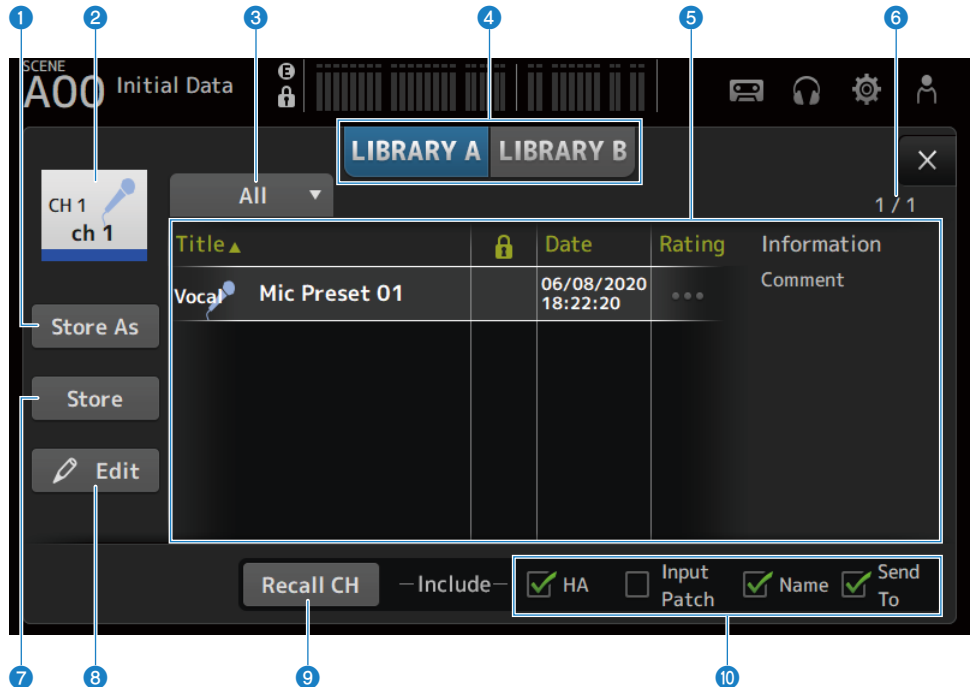 1 2 3 4 5 6
SCENE
A00 Initial Data
E
LIBRARY A LIBRARY B
CH 1
ch 1
All ▼
1 / 1
Title▲ Date Rating Information
Vocal Mic Preset 01 06/08/2020
18:22:20
Comment
Store As
Store
Edit
Recall CH —Include— HA Input
Patch Name Send
To
7 8 9 10